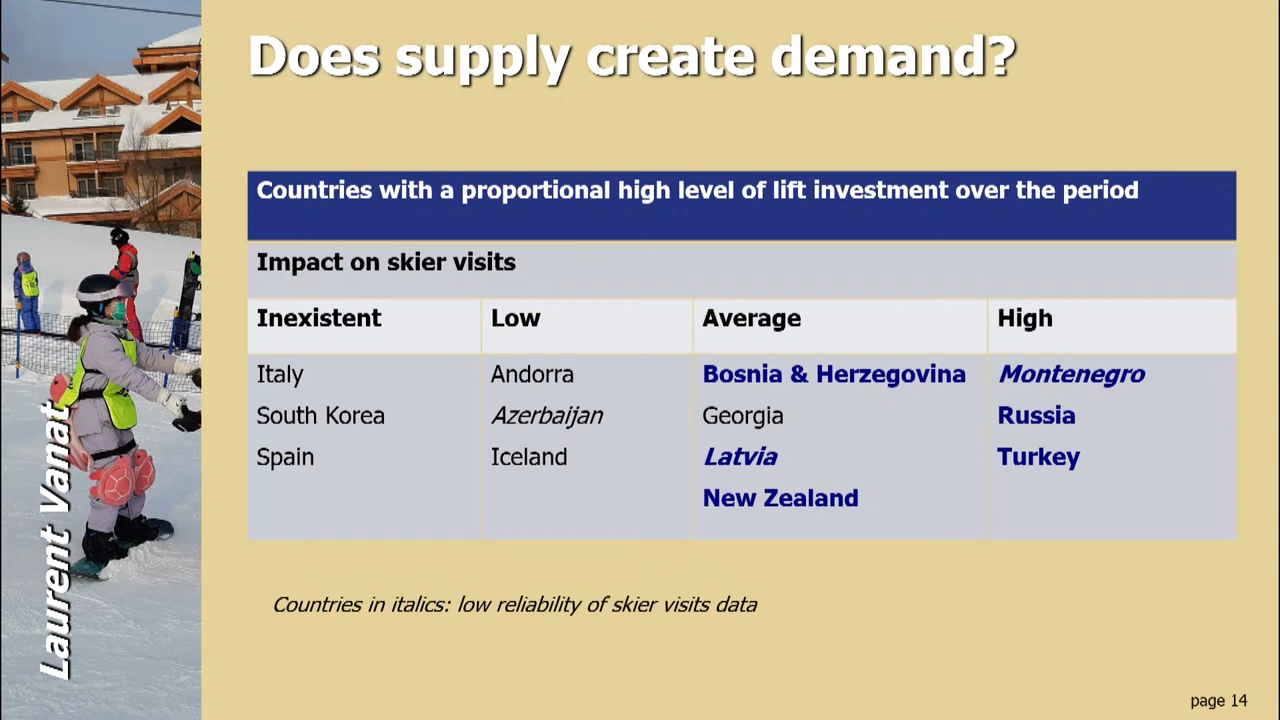 Does supply create demand?
Countries with a proportional high level of lift investment over the period
Impact on skier visits
Inexistent Low Average High
Italy Andorra Bosnia & Herzegovina Montenegro
South Korea Azerbaijan Georgia Russia
Spain Iceland Latvia Turkey
New Zealand
Countries in italics: low reliability of skier visits data
Laurent Vanat
page 14